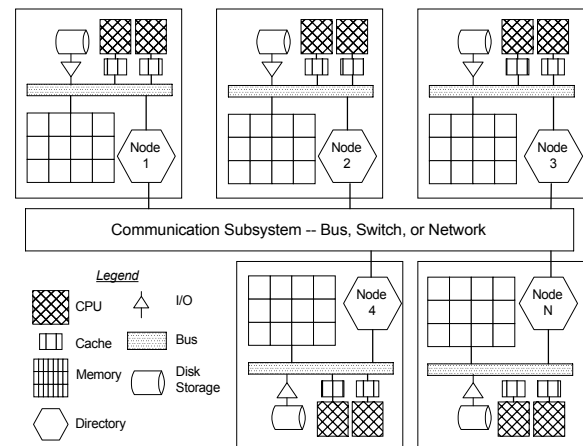 Node
1
Node
2
Node
3
Communication Subsystem -- Bus, Switch, or Network
Legend
CPU
I/O
Cache
Bus
Memory
Disk
Storage
Directory
Node
4
Node
N